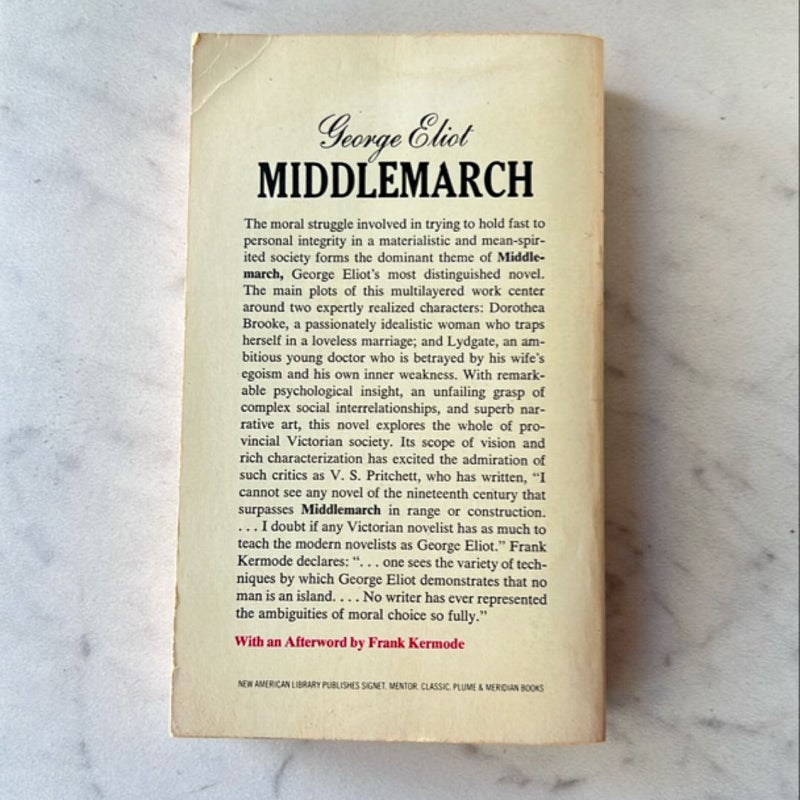 George Eliot
MIDDLEMARCH
The moral struggle involved in trying to hold fast to
personal integrity in a materialistic and mean-spir-
ited society forms the dominant theme of Middle-
march, George Eliot's most distinguished novel.
The main plots of this multilayered work center
around two expertly realized characters: Dorothea
Brooke, a passionately idealistic woman who traps
herself in a loveless marriage; and Lydgate, an am-
bitious young doctor who is betrayed by his wife's
egoism and his own inner weakness. With remark-
able psychological insight, an unfailing grasp of
complex social interrelationships, and superb nar-
rative art, this novel explores the whole of pro-
vincial Victorian society. Its scope of vision and
rich characterization has excited the admiration of
such critics as V. S. Pritchett, who has written, "I
cannot see any novel of the nineteenth century that
surpasses Middlemarch in range or construction.
. . . I doubt if any Victorian novelist has as much to
teach the modern novelists as George Eliot." Frank
Kermode declares: ". . . one sees the variety of tech-
niques by which George Eliot demonstrates that no
man is an island. . . . No writer has ever represented
the ambiguities of moral choice so fully."
With an Afterword by Frank Kermode
NEW AMERICAN LIBRARY PUBLISHES SIGNET, MENTOR, CLASSIC, PLUME & MERIDIAN BOOKS